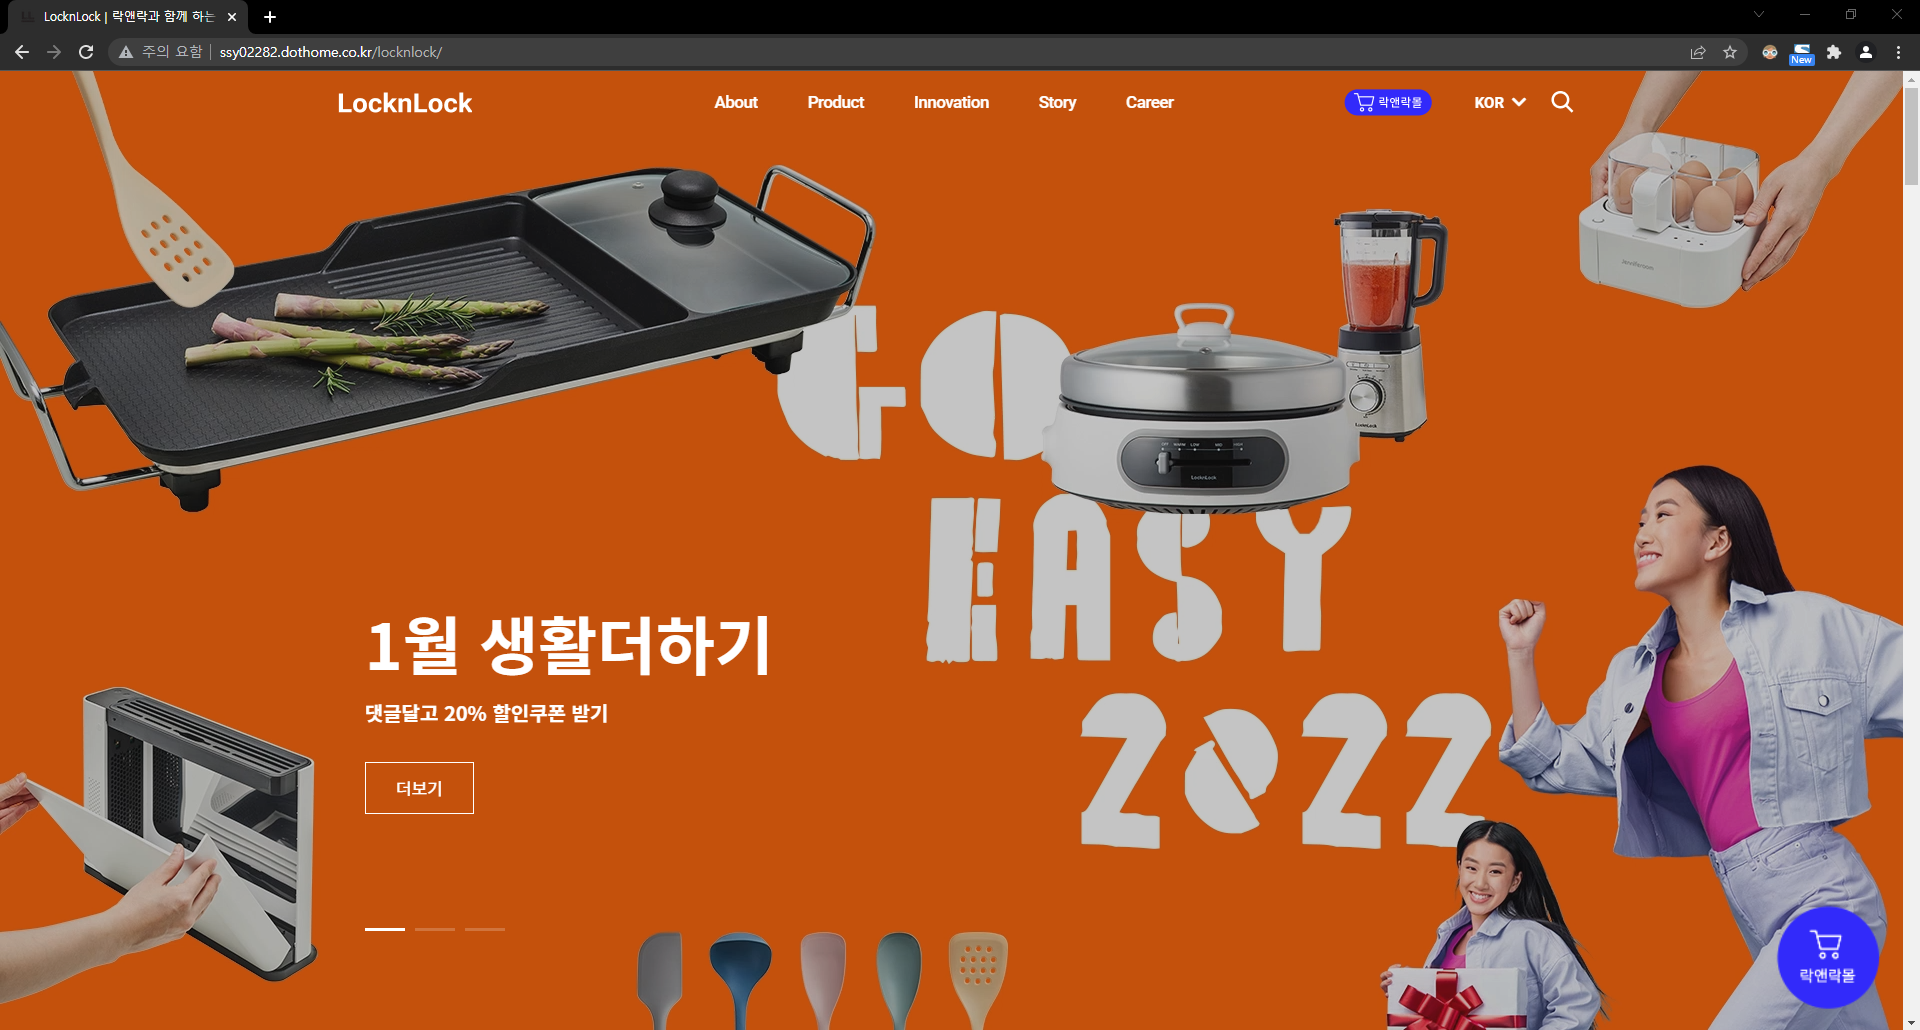 LocknLock | 락앤락과 함께 하는
주의 요함 | ssy02282.dothome.co.kr/locknlock/
New
LocknLock
About
Product
Innovation
Story
Career
락앤락몰
KOR
GO
EASY
2022
LocknLock
LocknLock
1월 생활더하기
댓글달고 20% 할인쿠폰 받기
더보기
락앤락몰